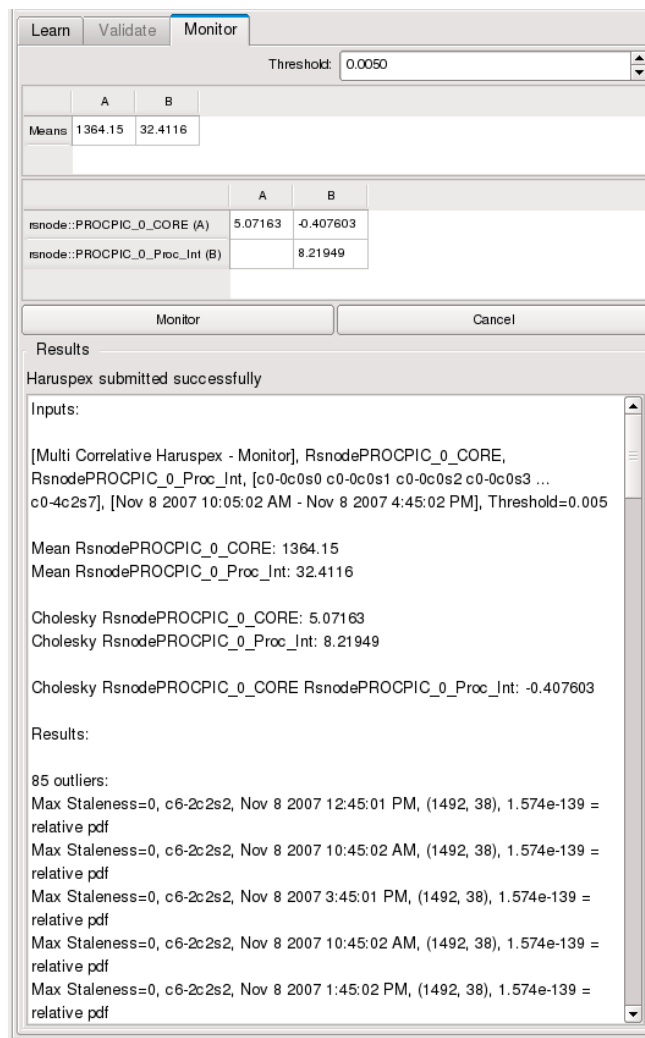 Learn Validate Monitor
Threshold: 0.0050
A B
Means 1364.15 32.4116
A B
rsnode::PROCPIC_0_CORE (A) 5.07163 -0.407603
rsnode::PROCPIC_0_Proc_Int (B) 8.21949
Monitor Cancel
Results
Haruspex submitted successfully
Inputs:
[Multi Correlative Haruspex - Monitor], RsnodePROCPIC_0_CORE,
RsnodePROCPIC_0_Proc_Int, [c0-0c0s0 c0-0c0s1 c0-0c0s2 c0-0c0s3 ...
c0-4c2s7], [Nov 8 2007 10:05:02 AM - Nov 8 2007 4:45:02 PM], Threshold=0.005
Mean RsnodePROCPIC_0_CORE: 1364.15
Mean RsnodePROCPIC_0_Proc_Int: 32.4116
Cholesky RsnodePROCPIC_0_CORE: 5.07163
Cholesky RsnodePROCPIC_0_Proc_Int: 8.21949
Cholesky RsnodePROCPIC_0_CORE RsnodePROCPIC_0_Proc_Int: -0.407603
Results:
85 outliers:
Max Staleness=0, c6-2c2s2, Nov 8 2007 12:45:01 PM, (1492, 38), 1.574e-139 =
relative pdf
Max Staleness=0, c6-2c2s2, Nov 8 2007 10:45:02 AM, (1492, 38), 1.574e-139 =
relative pdf
Max Staleness=0, c6-2c2s2, Nov 8 2007 3:45:01 PM, (1492, 38), 1.574e-139 =
relative pdf
Max Staleness=0, c6-2c2s2, Nov 8 2007 10:45:02 AM, (1492, 38), 1.574e-139 =
relative pdf
Max Staleness=0, c6-2c2s2, Nov 8 2007 1:45:02 PM, (1492, 38), 1.574e-139 =
relative pdf